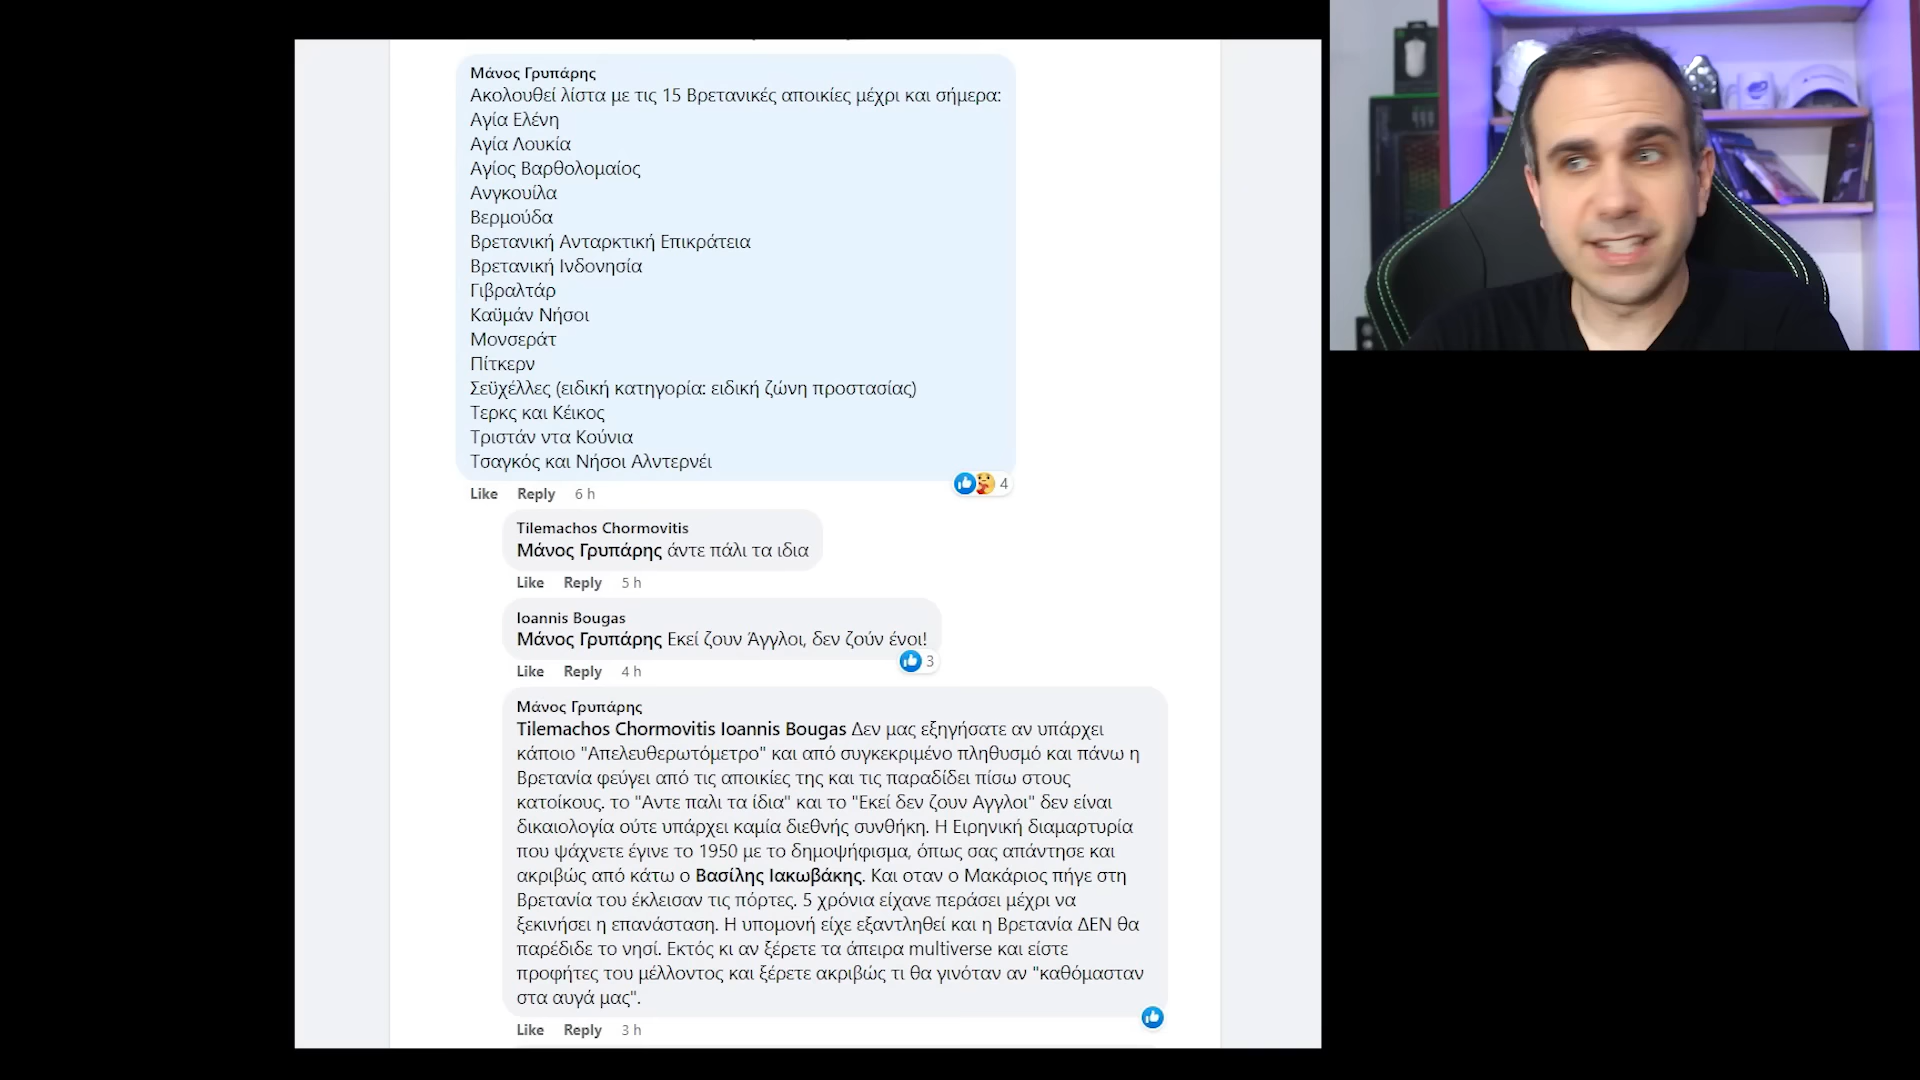 Μάνος Γρυπάρης
Ακολουθεί λίστα με τις 15 Βρετανικές αποικίες μέχρι και σήμερα:
Αγία Ελένη
Αγία Λουκία
Αγίος Βαρθολομαίος
Ανγκουίλα
Βερμούδα
Βρετανική Ανταρκτική Επικράτεια
Βρετανική Ινδονησία
Γιβραλτάρ
Καϋμάν Νήσοι
Μονσεράτ
Πίτκερν
Σεϋχέλλες (ειδική κατηγορία: ειδική ζώνη προστασίας)
Τερκς και Κέικος
Τριστάν ντα Κούνια
Τσαγκός και Νήσοι Αλντερνέι
4
Like Reply 6 h
Tilemachos Chormovitis
Μάνος Γρυπάρης άντε πάλι τα ιδια
Like Reply 5 h
Ioannis Bougas
Μάνος Γρυπάρης Εκεί ζουν Άγγλοι, δεν ζούν ένοι!
3
Like Reply 4 h
Μάνος Γρυπάρης
Tilemachos Chormovitis Ioannis Bougas Δεν μας εξηγήσατε αν υπάρχει
κάποιο "Απελευθερωτόμετρο" και από συγκεκριμένο πληθυσμό και πάνω η
Βρετανία φεύγει από τις αποικίες της και τις παραδίδει πίσω στους
κατοίκους. το "Αντε παλι τα ίδια" και το "Εκεί δεν ζουν Αγγλοι" δεν είναι
δικαιολογία ούτε υπάρχει καμία διεθνής συνθήκη. Η Ειρηνική διαμαρτυρία
που ψάχνετε έγινε το 1950 με το δημοψήφισμα, όπως σας απάντησε και
ακριβώς από κάτω ο Βασίλης Ιακωβάκης. Και οταν ο Μακάριος πήγε στη
Βρετανία του έκλεισαν τις πόρτες. 5 χρόνια είχανε περάσει μέχρι να
ξεκινήσει η επανάσταση. Η υπομονή είχε εξαντληθεί και η Βρετανία ΔΕΝ θα
παρέδιδε το νησί. Εκτός κι αν ξέρετε τα άπειρα multiverse και είστε
προφήτες του μέλλοντος και ξέρετε ακριβώς τι θα γινόταν αν "καθόμασταν
στα αυγά μας".
Like Reply 3 h